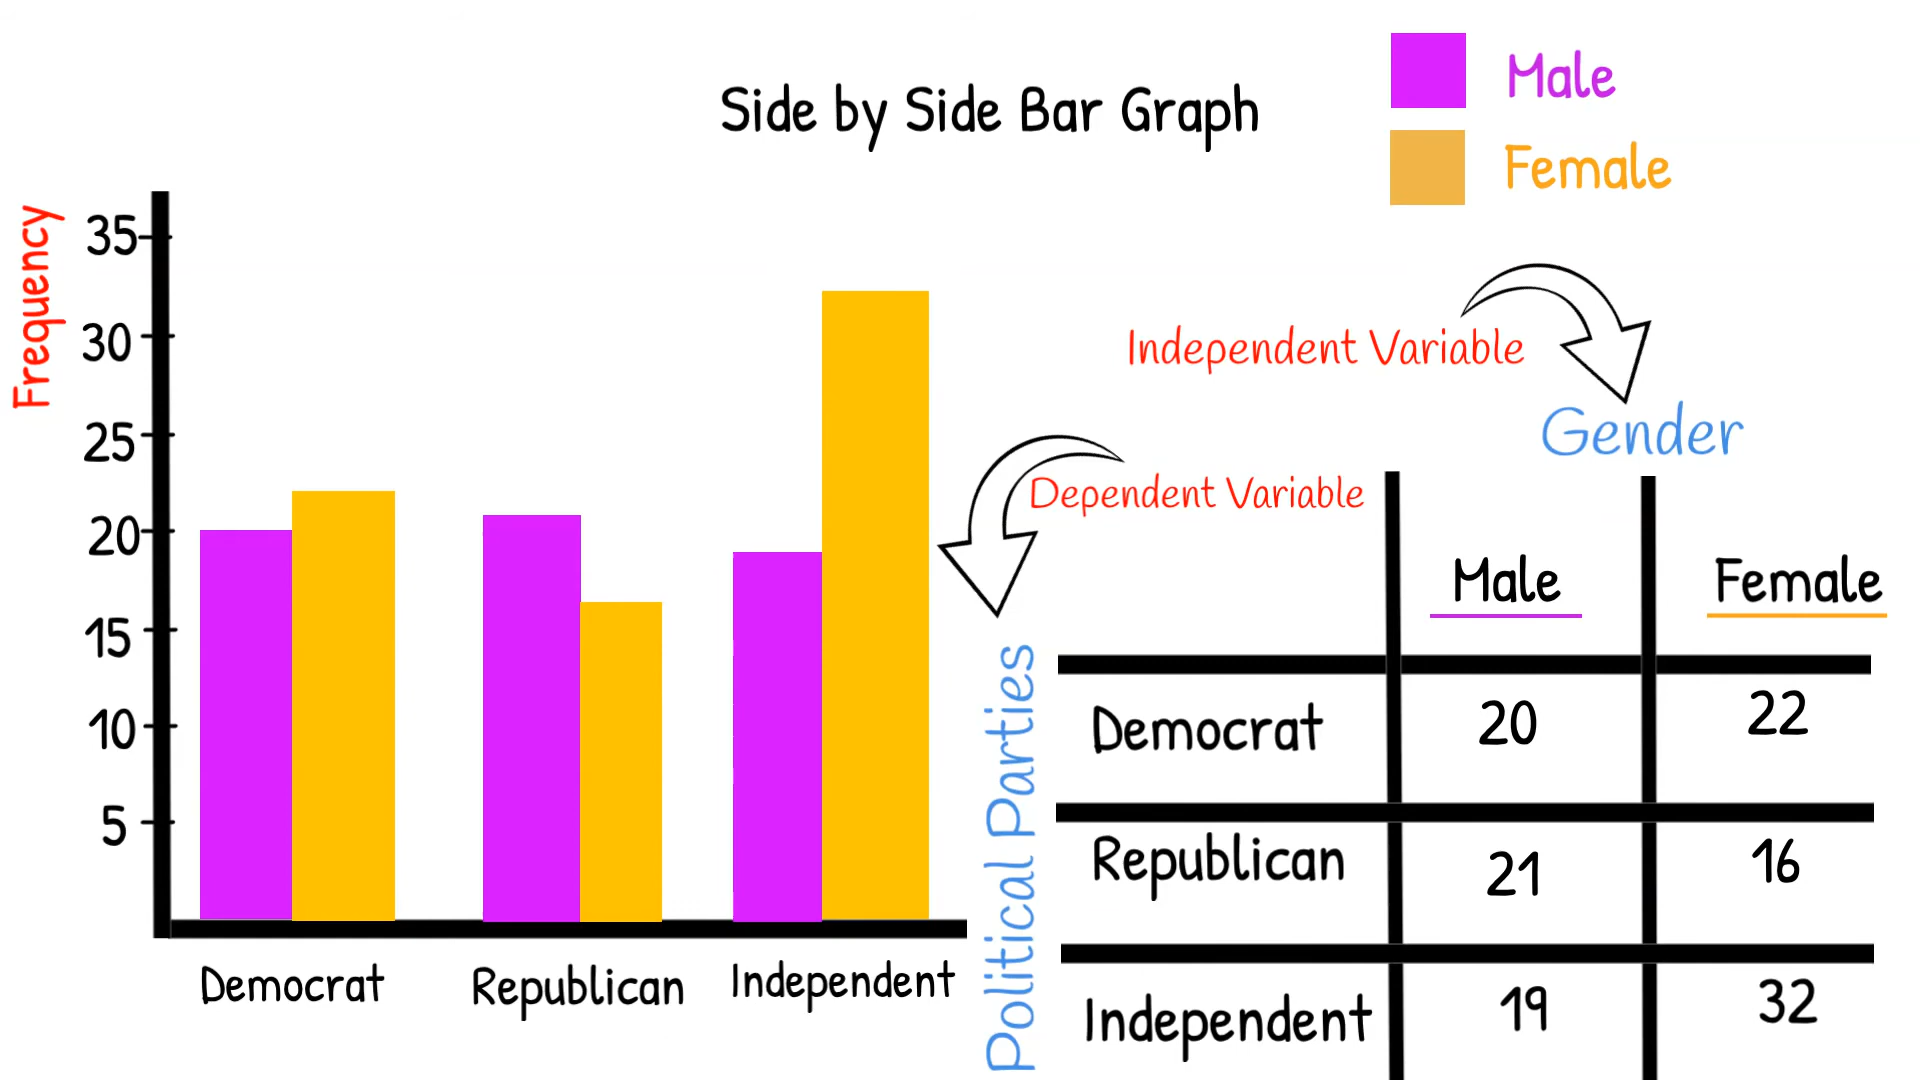 Side by Side Bar Graph
Male
Female
Frequency
35
30
25
20
15
10
5
Democrat
Republican
Independent
Independent Variable
Gender
Dependent Variable
Political Parties
Male Female
Democrat 20 22
Republican 21 16
Independent 19 32